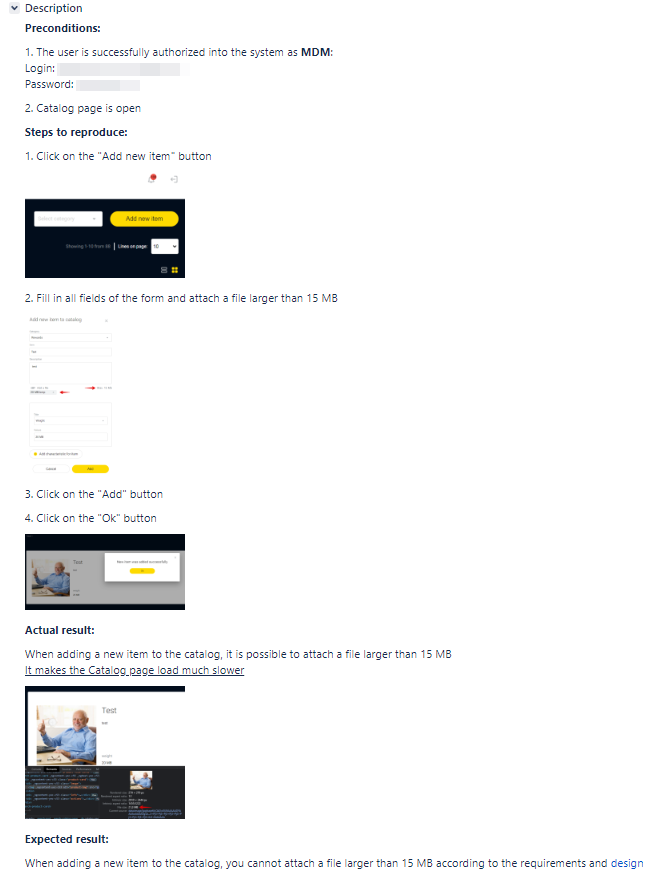 Description
Preconditions:
1. The user is successfully authorized into the system as MDM:
Login:
Password:
2. Catalog page is open
Steps to reproduce:
1. Click on the "Add new item" button
Select category
Add new item
Showing 1-10 from 38
Lines on page
10
2. Fill in all fields of the form and attach a file larger than 15 MB
Add new item to catalog
Add characteristic to item
Cancel
Add
3. Click on the "Add" button
4. Click on the "Ok" button
Test
New item was added successfully
Ok
Actual result:
When adding a new item to the catalog, it is possible to attach a file larger than 15 MB
It makes the Catalog page load much slower
Test
Expected result:
When adding a new item to the catalog, you cannot attach a file larger than 15 MB according to the requirements and design